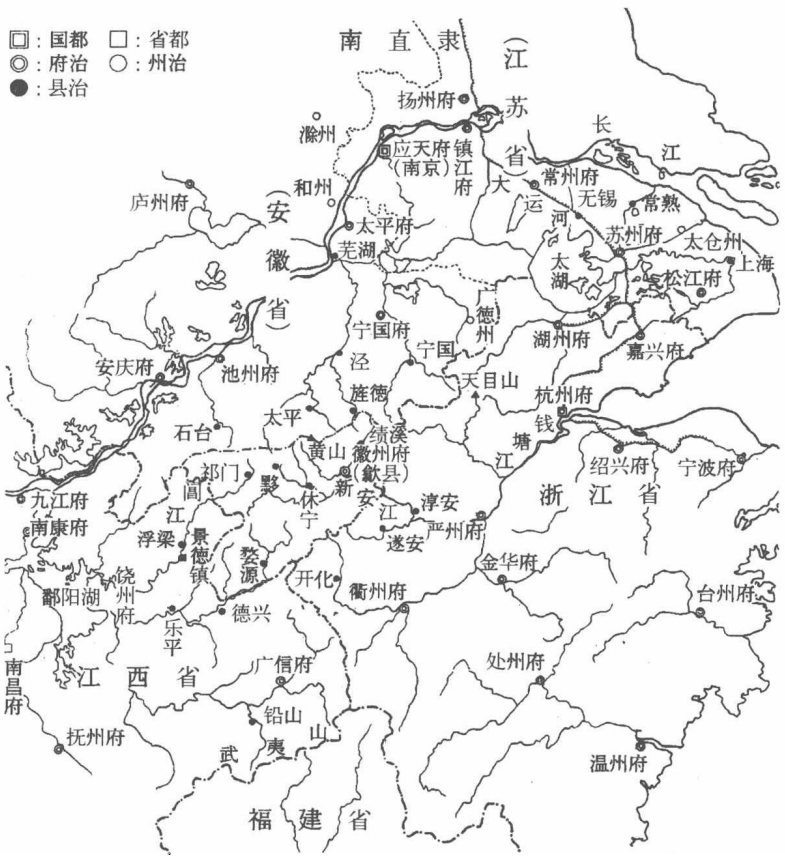 回：国都 □：省都
◎：府治 ○：州治
●：县治
南直隶
（江苏省）
扬州府
滁州
应天府
（南京）
镇江府
长江
大运河
常州府
无锡
常熟
和州
庐州府
（安徽省）
太平府
芜湖
太湖
苏州府
太仓州
上海
松江府
广德州
宁国府
宁国
湖州府
嘉兴府
泾
安庆府
池州府
旌德
天目山
杭州府
太平
石台
钱塘江
绩溪
黄山
徽州府
（歙县）
绍兴府
宁波府
祁门
黟
休宁
新安江
浙江省
九江府
阊江
淳安
严州府
南康府
浮梁
景德镇
遂安
婺源
开化
金华府
饶州府
鄱阳湖
衢州府
台州府
德兴
乐平
南昌府
江西省
广信府
处州府
铅山
武夷山
抚州府
温州府
福建省